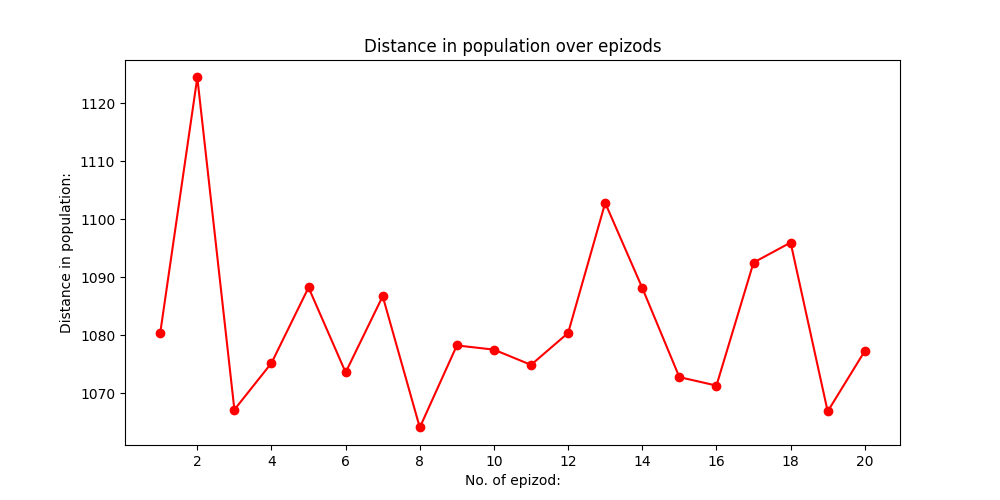 Distance in population over epizods
Distance in population:
1120
1110
1100
1090
1080
1070
2 4 6 8 10 12 14 16 18 20
No. of epizod: